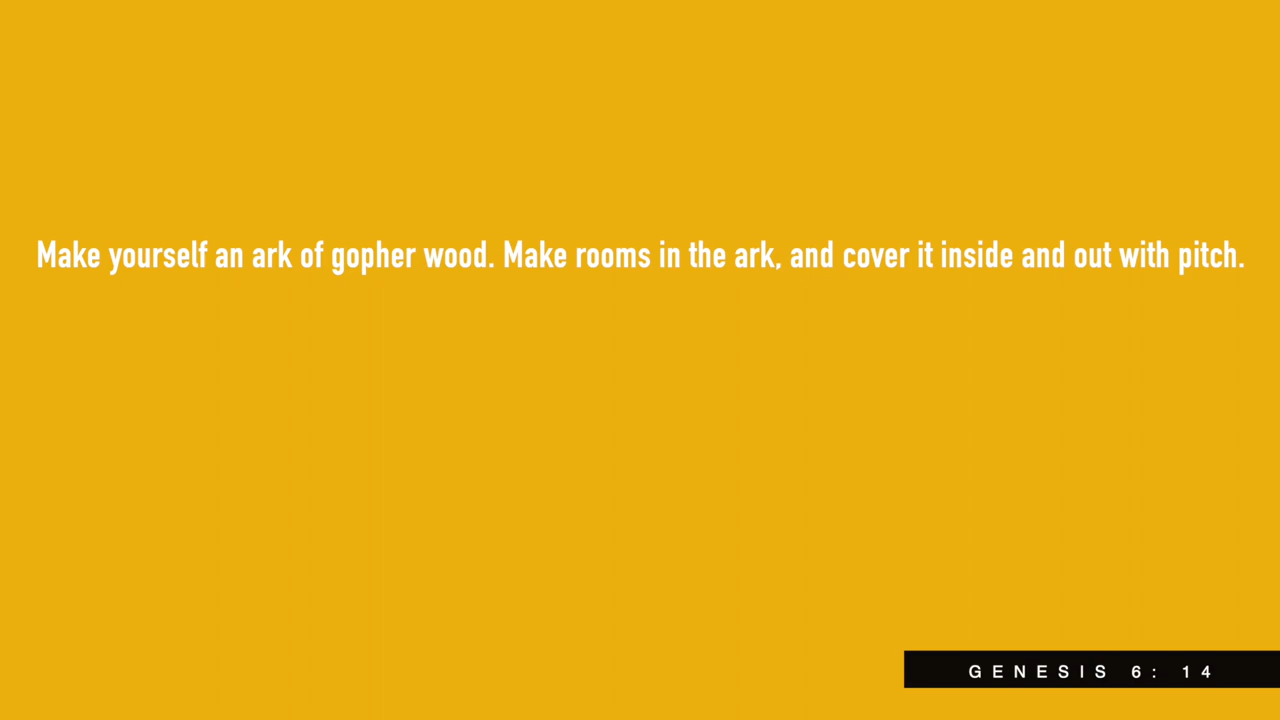 Make yourself an ark of gopher wood. Make rooms in the ark, and cover it inside and out with pitch.
GENESIS 6: 14